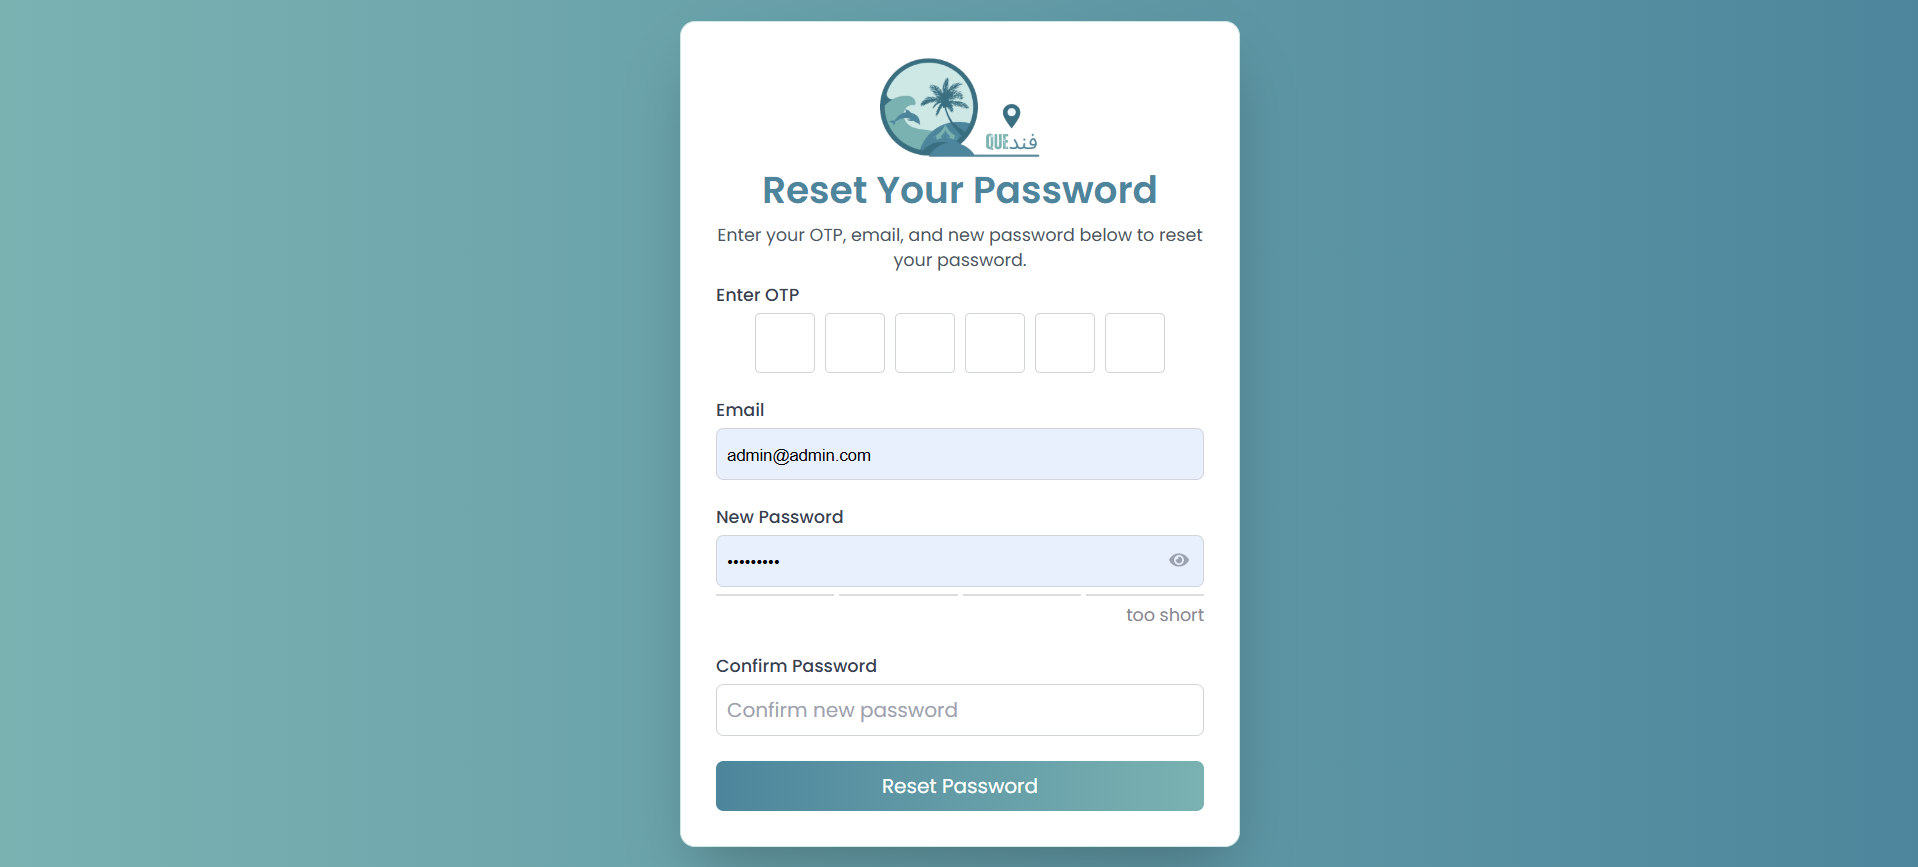 QUEفند
Reset Your Password
Enter your OTP, email, and new password below to reset
your password.
Enter OTP
Email
admin@admin.com
New Password
•••••••••
too short
Confirm Password
Confirm new password
Reset Password